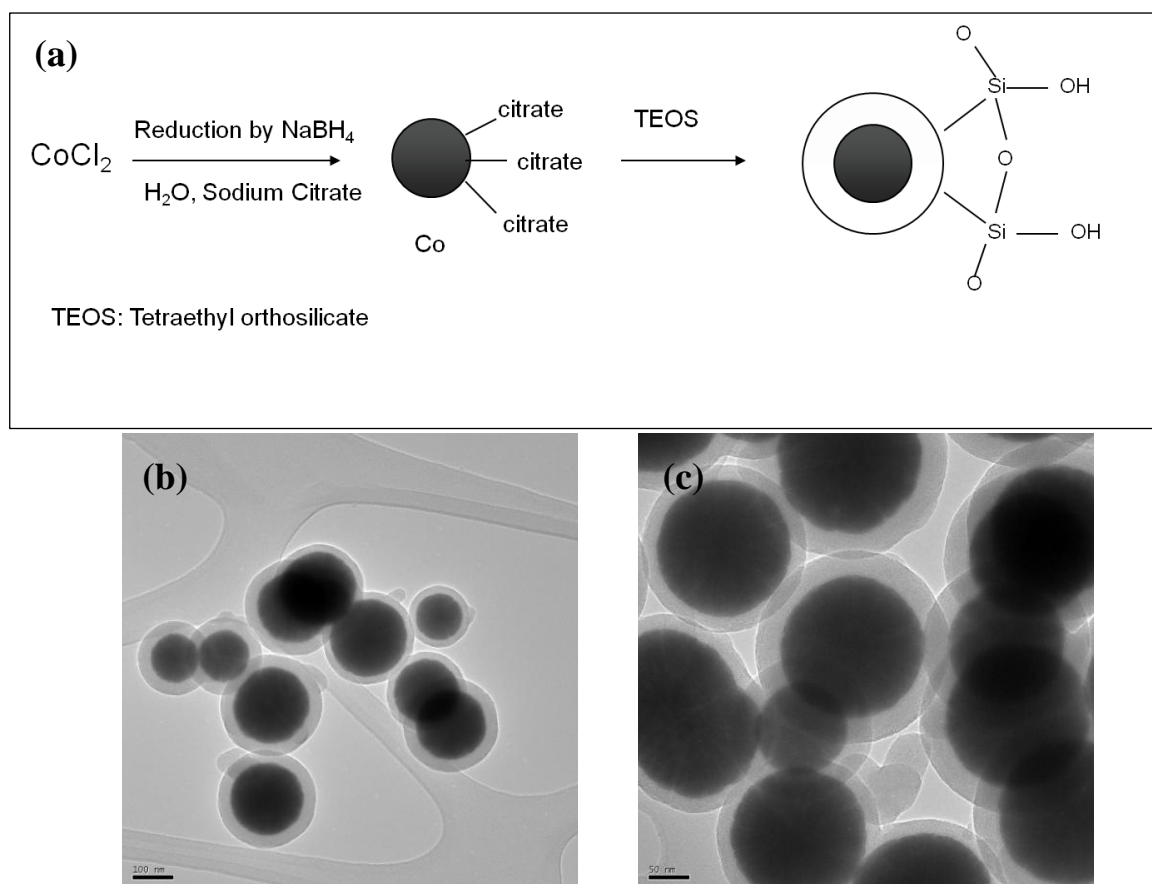 (a)
CoCl₂
Reduction by NaBH₄
H₂O, Sodium Citrate
citrate
citrate
citrate
Co
TEOS
O
Si
OH
O
Si
OH
O
TEOS: Tetraethyl orthosilicate
(b)
(c)
100 nm
50 nm